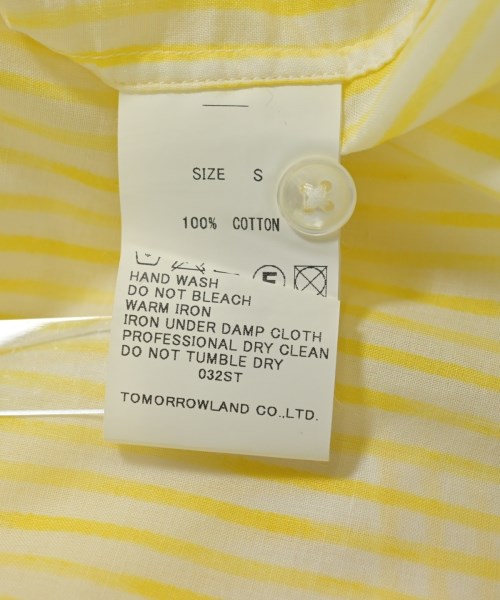 SIZE S
100% COTTON
F
HAND WASH
DO NOT BLEACH
WARM IRON
IRON UNDER DAMP CLOTH
PROFESSIONAL DRY CLEAN
DO NOT TUMBLE DRY
032ST
TOMORROWLAND CO.,LTD.